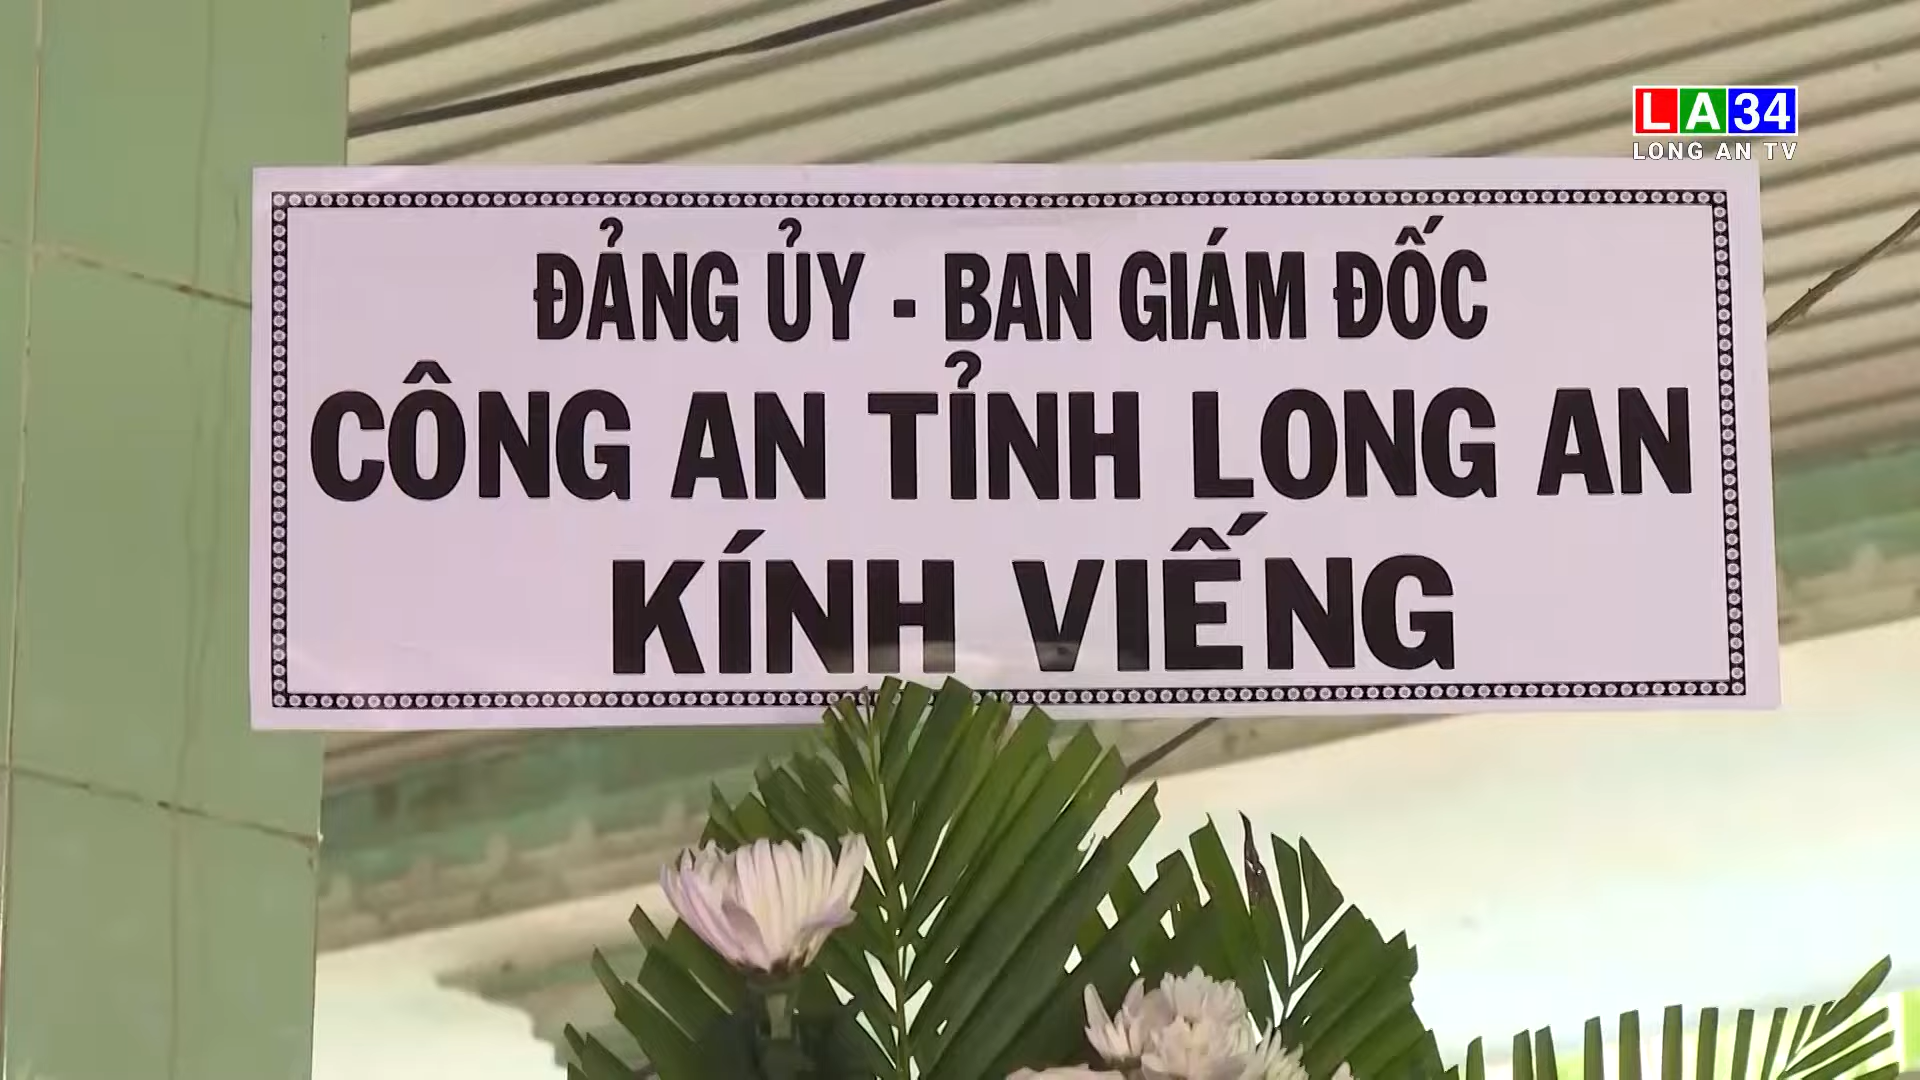 LA34
LONG AN TV
ĐẢNG ỦY - BAN GIÁM ĐỐC
CÔNG AN TỈNH LONG AN
KÍNH VIẾNG